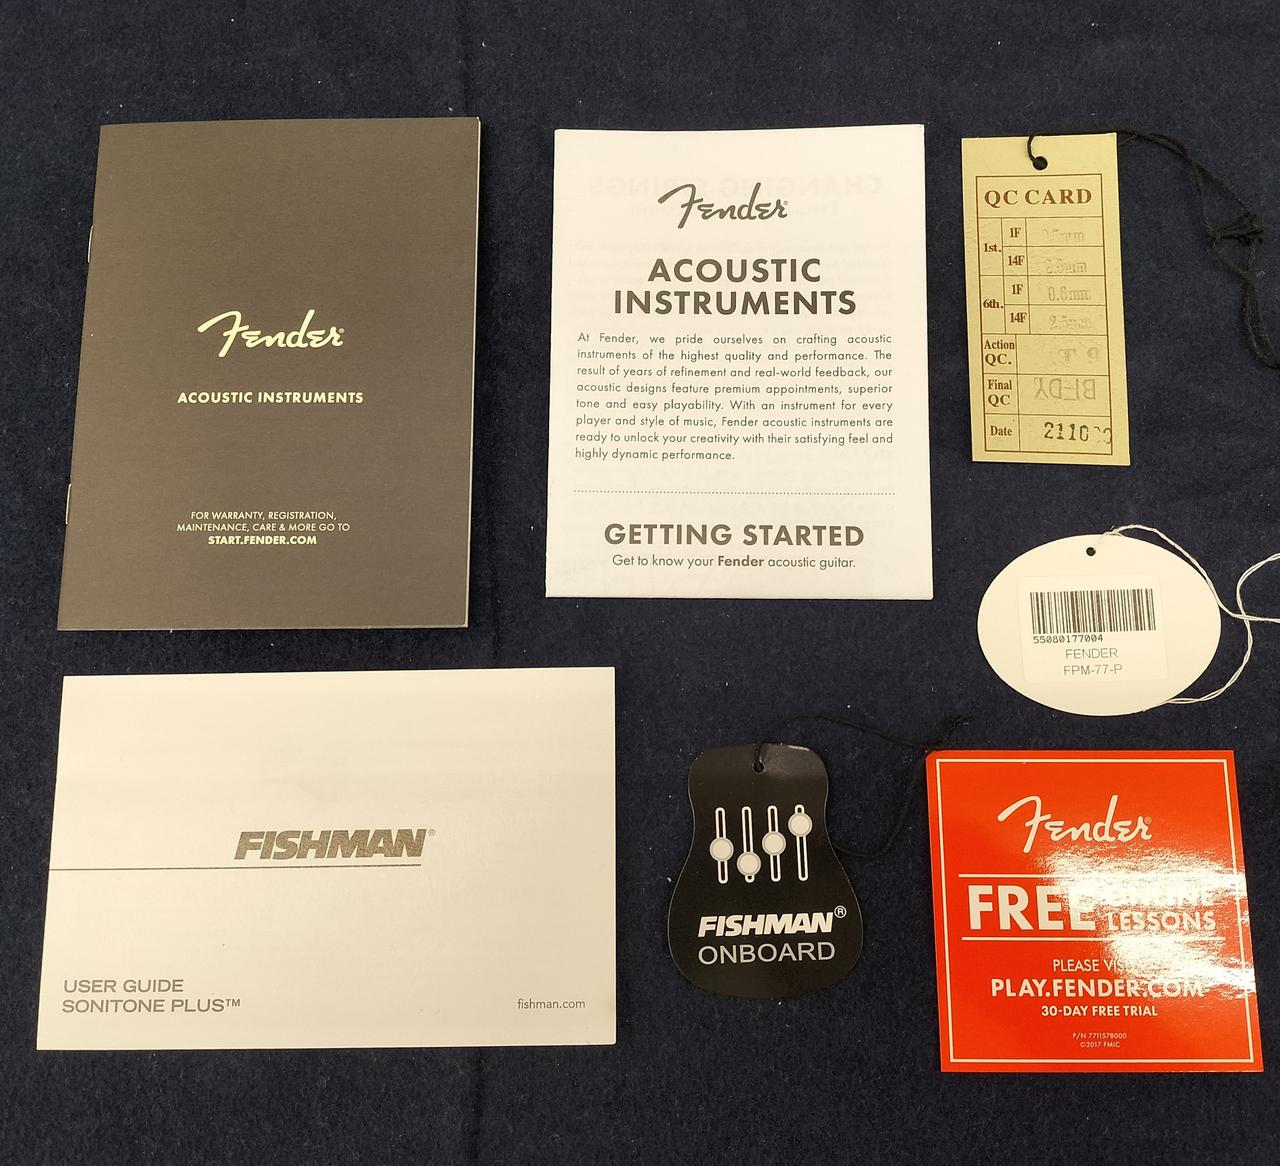 Fender®
ACOUSTIC INSTRUMENTS
FOR WARRANTY, REGISTRATION,
MAINTENANCE, CARE & MORE GO TO
START.FENDER.COM
Fender®
ACOUSTIC
INSTRUMENTS
At Fender, we pride ourselves on crafting acoustic
instruments of the highest quality and performance. The
result of years of refinement and real-world feedback, our
acoustic designs feature premium appointments, superior
tone and easy playability. With an instrument for every
player and style of music, Fender acoustic instruments are
ready to unlock your creativity with their satisfying feel and
highly dynamic performance.
GETTING STARTED
Get to know your Fender acoustic guitar.
QC CARD
1st. 1F
14F
6th. 1F 0.6mm
14F
Action
QC.
Final
QC
Date
55080177004
FENDER
FPM-77-P
FISHMAN®
USER GUIDE
SONITONE PLUS™
fishman.com
FISHMAN®
ONBOARD
Fender®
FREE ONLINE
LESSONS
PLEASE
PLAY.FENDER.COM
30-DAY FREE TRIAL
P/N 7711578000
©2017 FMIC